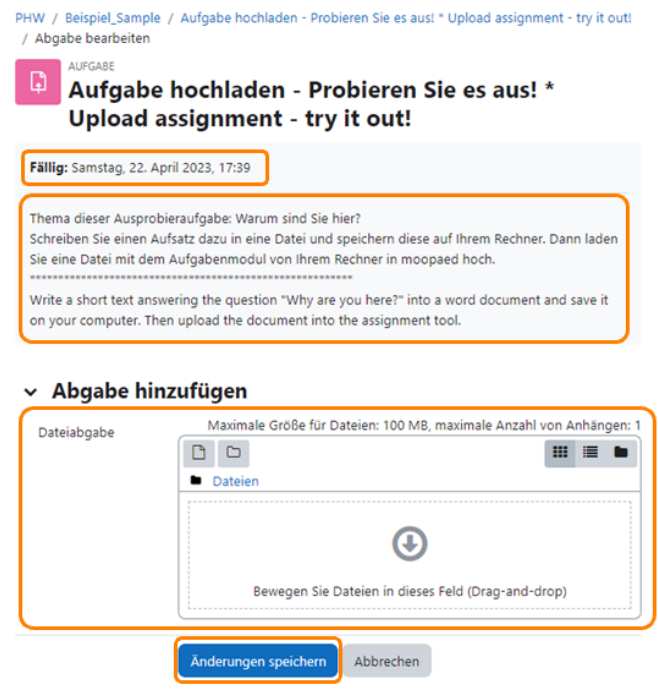 PHW / Beispiel_Sample / Aufgabe hochladen - Probieren Sie es aus! * Upload assignment - try it out!
/ Abgabe bearbeiten
AUFGABE
Aufgabe hochladen - Probieren Sie es aus! *
Upload assignment - try it out!
Fällig: Samstag, 22. April 2023, 17:39
Thema dieser Ausprobieraufgabe: Warum sind Sie hier?
Schreiben Sie einen Aufsatz dazu in eine Datei und speichern diese auf Ihrem Rechner. Dann laden
Sie eine Datei mit dem Aufgabenmodul von Ihrem Rechner in moopaed hoch.
*********************************************************
Write a short text answering the question "Why are you here?" into a word document and save it
on your computer. Then upload the document into the assignment tool.
Abgabe hinzufügen
Dateiabgabe
Maximale Größe für Dateien: 100 MB, maximale Anzahl von Anhängen: 1
Dateien
Bewegen Sie Dateien in dieses Feld (Drag-and-drop)
Änderungen speichern
Abbrechen